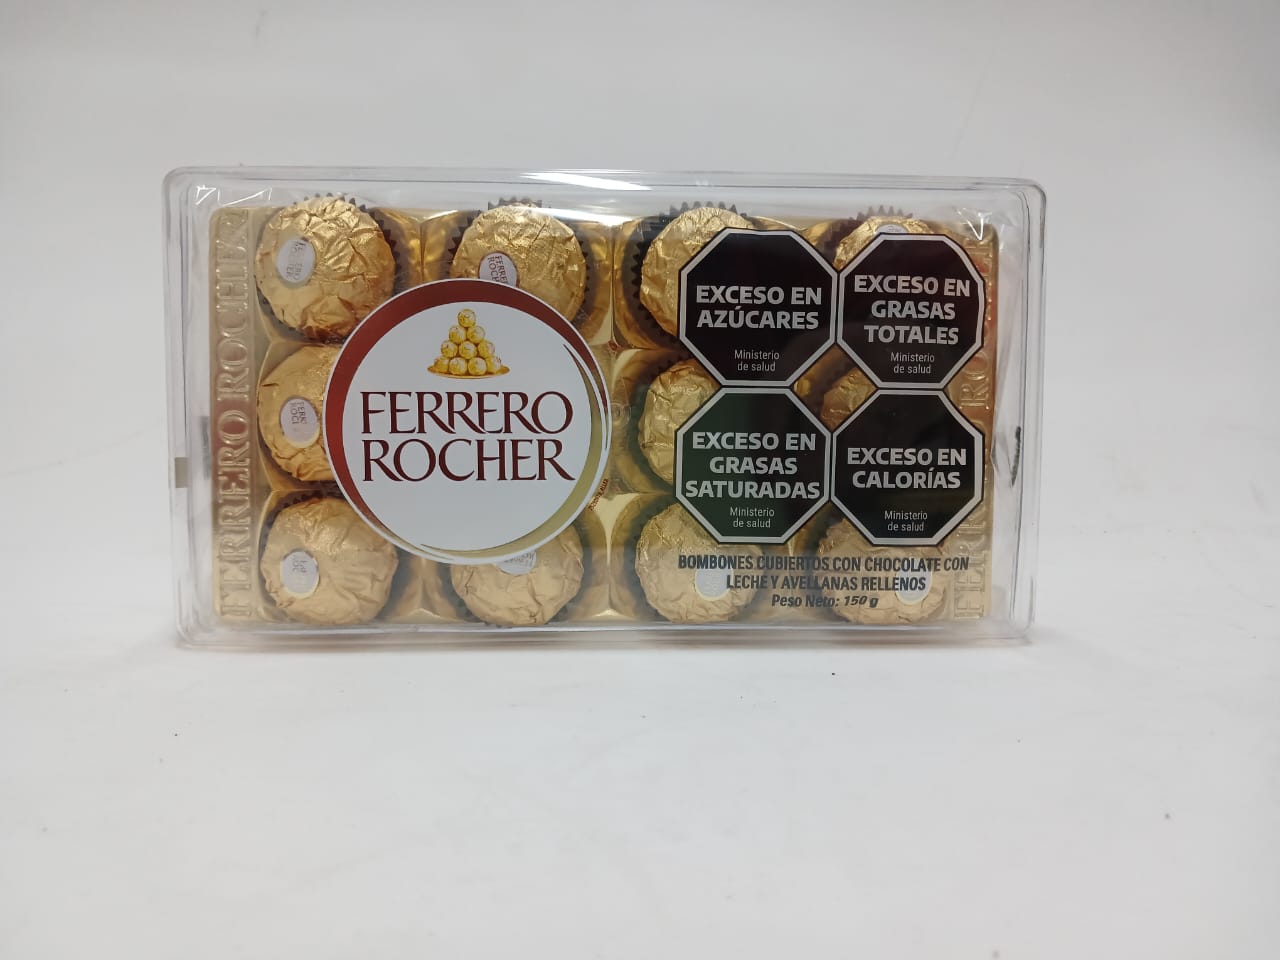 FERRERO
ROCHER
EXCESO EN
AZÚCARES
Ministerio
de salud
EXCESO EN
GRASAS
TOTALES
Ministerio
de salud
EXCESO EN
GRASAS
SATURADAS
Ministerio
de salud
EXCESO EN
CALORÍAS
Ministerio
de salud
BOMBONES CUBIERTOS CON CHOCOLATE CON
LECHE Y AVELLANAS RELLENOS
Peso Neto: 150 g
FERRERO ROCHER